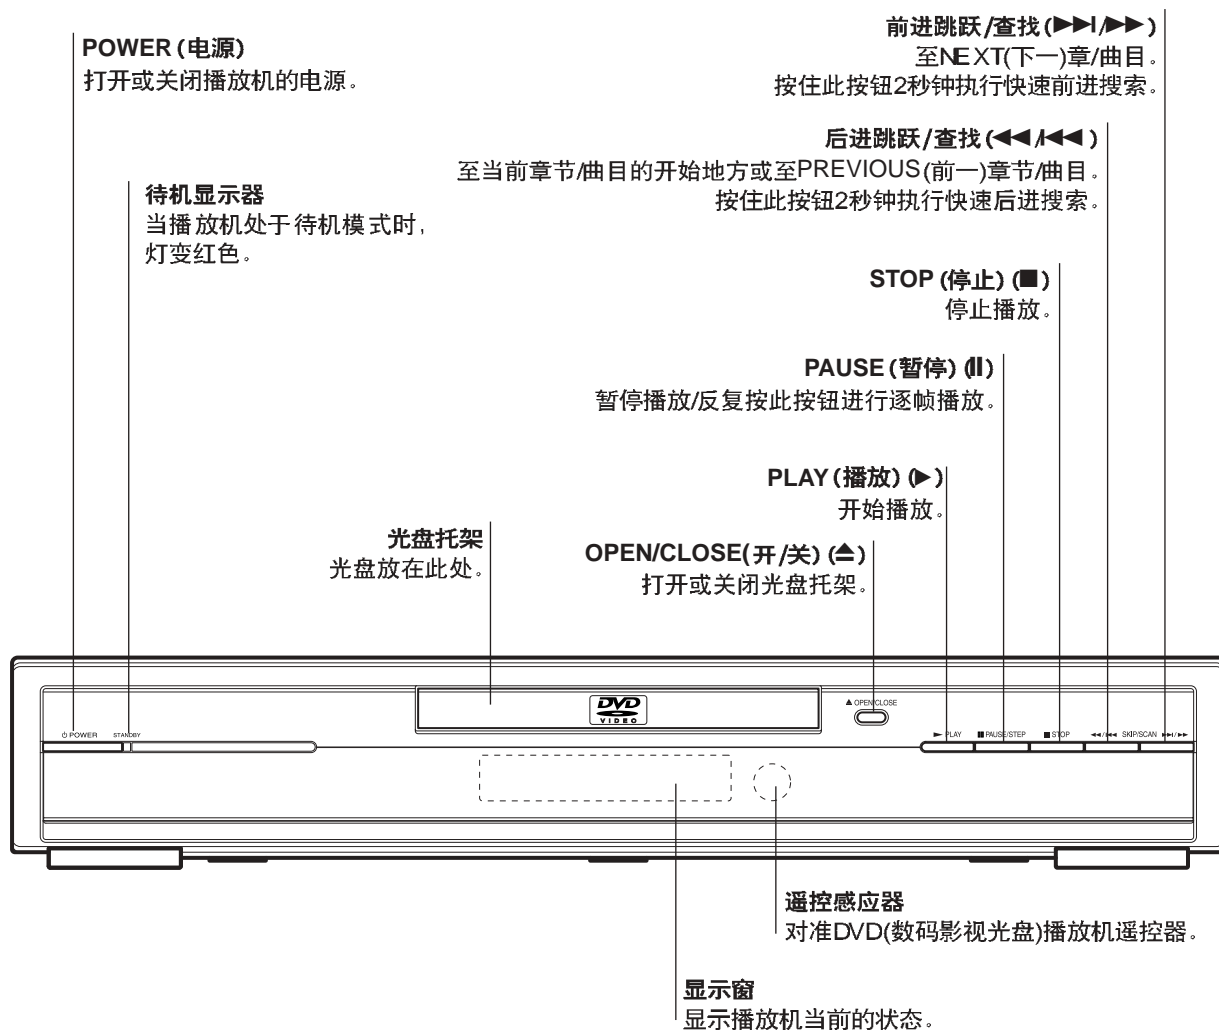 前进跳跃/查找(▶▶I/▶▶)
至NEXT(下一)章/曲目。
按住此按钮2秒钟执行快速前进搜索。
POWER (电源)
打开或关闭播放机的电源。
后进跳跃/查找(◀◀/I◀◀)
至当前章节/曲目的开始地方或至PREVIOUS(前一)章节/曲目。
按住此按钮2秒钟执行快速后进搜索。
待机显示器
当播放机处于待机模式时,
灯变红色。
STOP (停止) (■)
停止播放。
PAUSE (暂停) (II)
暂停播放/反复按此按钮进行逐帧播放。
PLAY (播放) (▶)
开始播放。
光盘托架
光盘放在此处。
OPEN/CLOSE(开/关) (≜)
打开或关闭光盘托架。
DVD
VIDEO
≜ OPEN/CLOSE
⏻ POWER
STANDBY
▶ PLAY
II PAUSE/STEP
■ STOP
◀◀/I◀◀ SKIP/SCAN ▶▶I/▶▶
遥控感应器
对准DVD(数码影视光盘)播放机遥控器。
显示窗
显示播放机当前的状态。